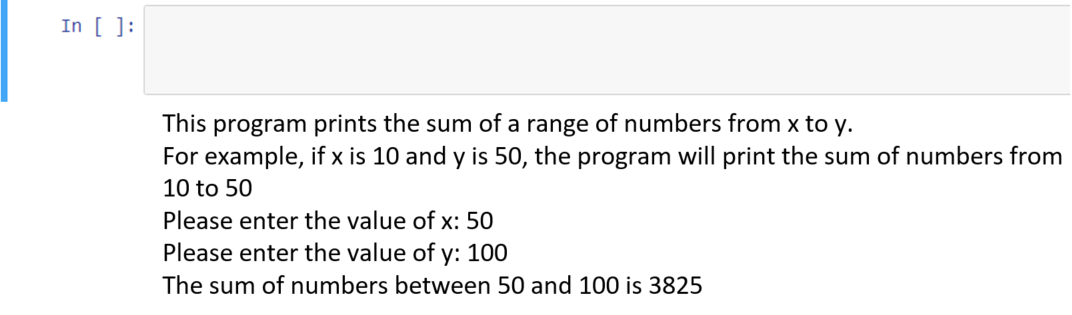 In [ ]:
This program prints the sum of a range of numbers from x to y.
For example, if x is 10 and y is 50, the program will print the sum of numbers from
10 to 50
Please enter the value of x: 50
Please enter the value of y: 100
The sum of numbers between 50 and 100 is 3825